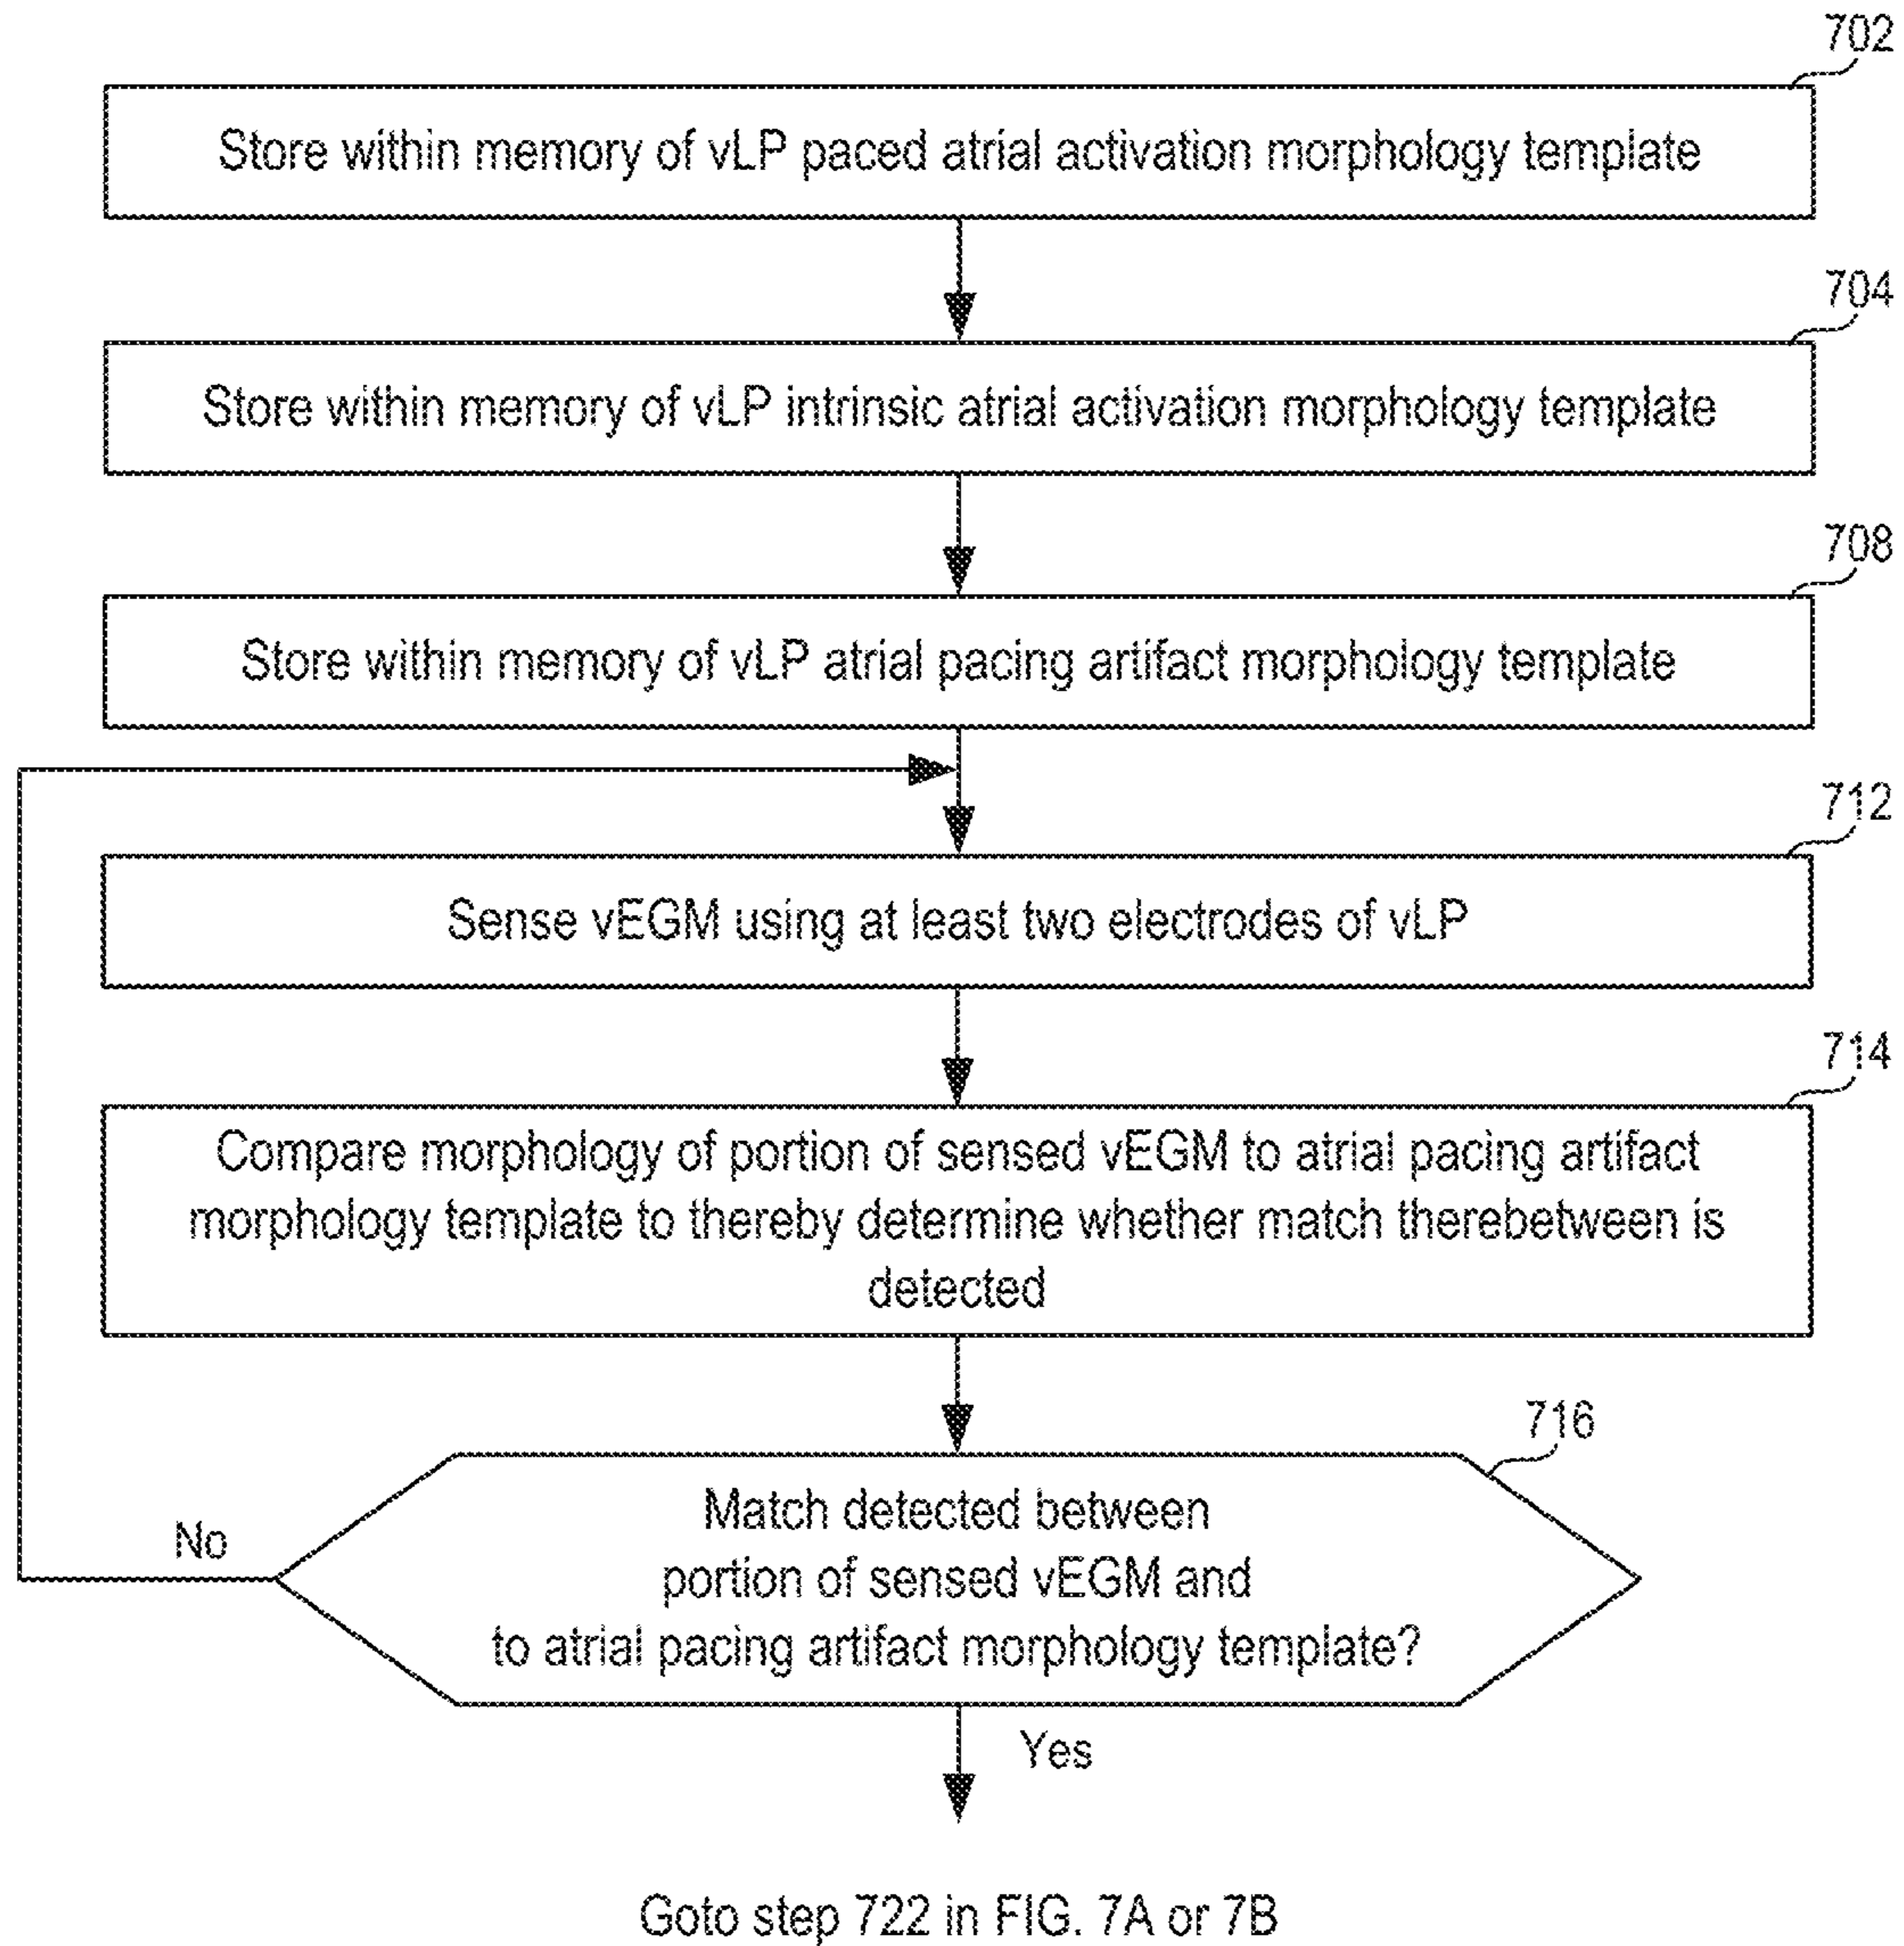 702
Store within memory of vLP paced atrial activation morphology template
704
Store within memory of vLP intrinsic atrial activation morphology template
708
Store within memory of vLP atrial pacing artifact morphology template
712
Sense vEGM using at least two electrodes of vLP
714
Compare morphology of portion of sensed vEGM to atrial pacing artifact
morphology template to thereby determine whether match therebetween is
detected
716
Match detected between
portion of sensed vEGM and
to atrial pacing artifact morphology template?
No
Yes
Goto step 722 in FIG. 7A or 7B